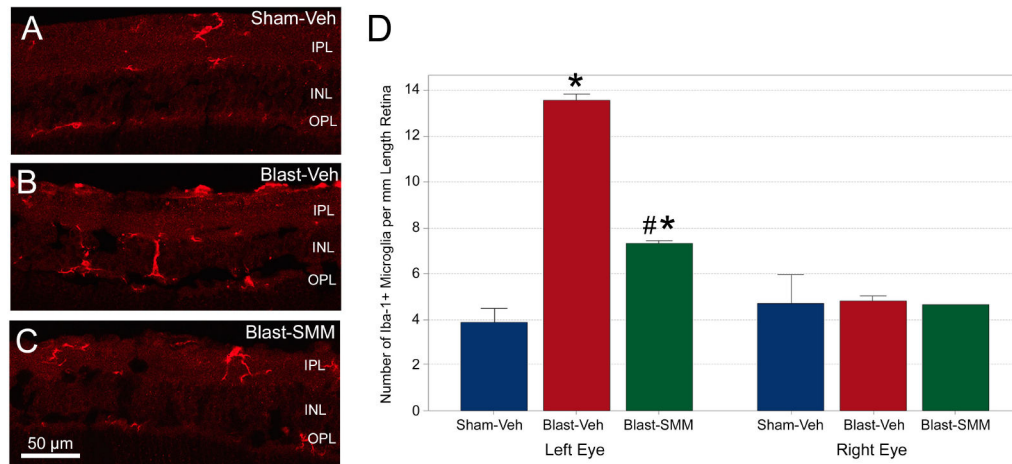 A
Sham-Veh
IPL
INL
OPL
B
Blast-Veh
IPL
INL
OPL
C
Blast-SMM
IPL
INL
OPL
50 µm
D
Number of Iba-1+ Microglia per mm Length Retina
14
12
10
8
6
4
2
0
*
#*
Sham-Veh Blast-Veh Blast-SMM Sham-Veh Blast-Veh Blast-SMM
Left Eye Right Eye